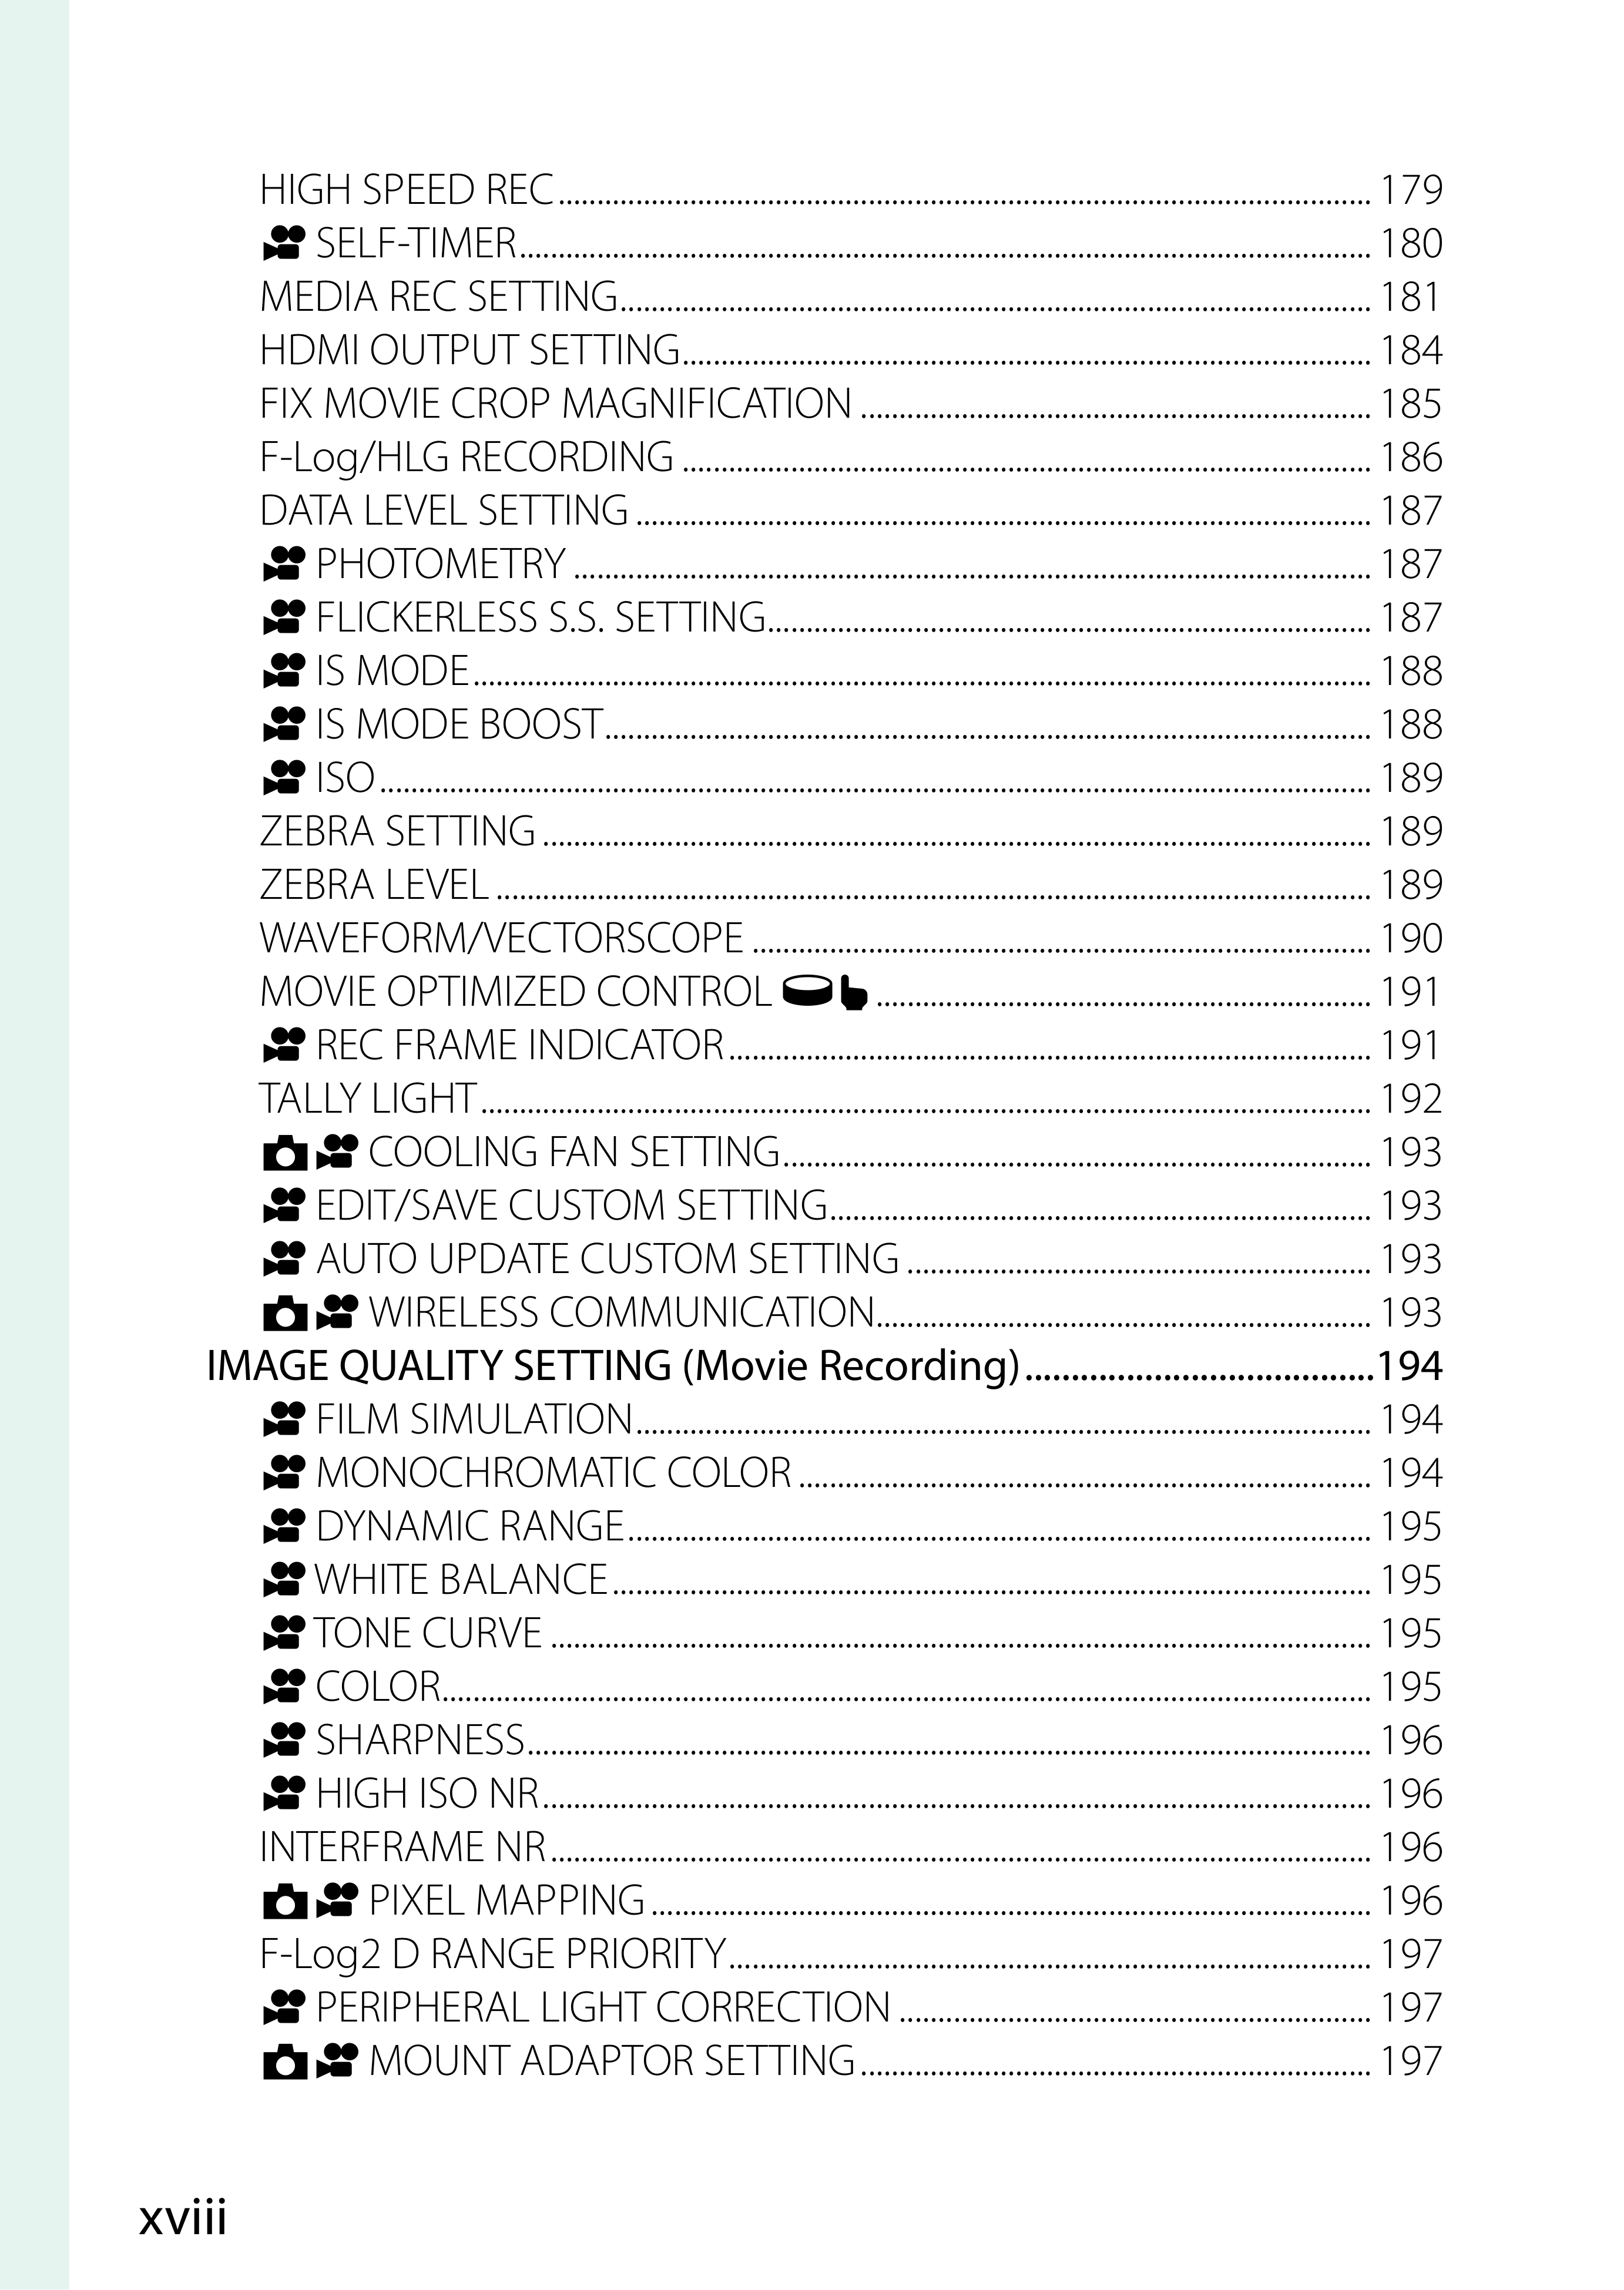 HIGH SPEED REC........................................ 179
SELF-TIMER........................................ 180
MEDIA REC SETTING........................................ 181
HDMI OUTPUT SETTING........................................ 184
FIX MOVIE CROP MAGNIFICATION ........................................ 185
F-Log/HLG RECORDING ........................................ 186
DATA LEVEL SETTING ........................................ 187
PHOTOMETRY ........................................ 187
FLICKERLESS S.S. SETTING........................................ 187
IS MODE........................................ 188
IS MODE BOOST........................................ 188
ISO........................................ 189
ZEBRA SETTING ........................................ 189
ZEBRA LEVEL ........................................ 189
WAVEFORM/VECTORSCOPE ........................................ 190
MOVIE OPTIMIZED CONTROL ........................................ 191
REC FRAME INDICATOR ........................................ 191
TALLY LIGHT........................................ 192
COOLING FAN SETTING........................................ 193
EDIT/SAVE CUSTOM SETTING........................................ 193
AUTO UPDATE CUSTOM SETTING ........................................ 193
WIRELESS COMMUNICATION........................................ 193
IMAGE QUALITY SETTING (Movie Recording)........................................194
FILM SIMULATION........................................ 194
MONOCHROMATIC COLOR ........................................ 194
DYNAMIC RANGE........................................ 195
WHITE BALANCE........................................ 195
TONE CURVE ........................................ 195
COLOR........................................ 195
SHARPNESS........................................ 196
HIGH ISO NR........................................ 196
INTERFRAME NR........................................ 196
PIXEL MAPPING ........................................ 196
F-Log2 D RANGE PRIORITY........................................ 197
PERIPHERAL LIGHT CORRECTION ........................................ 197
MOUNT ADAPTOR SETTING ........................................ 197
xviii